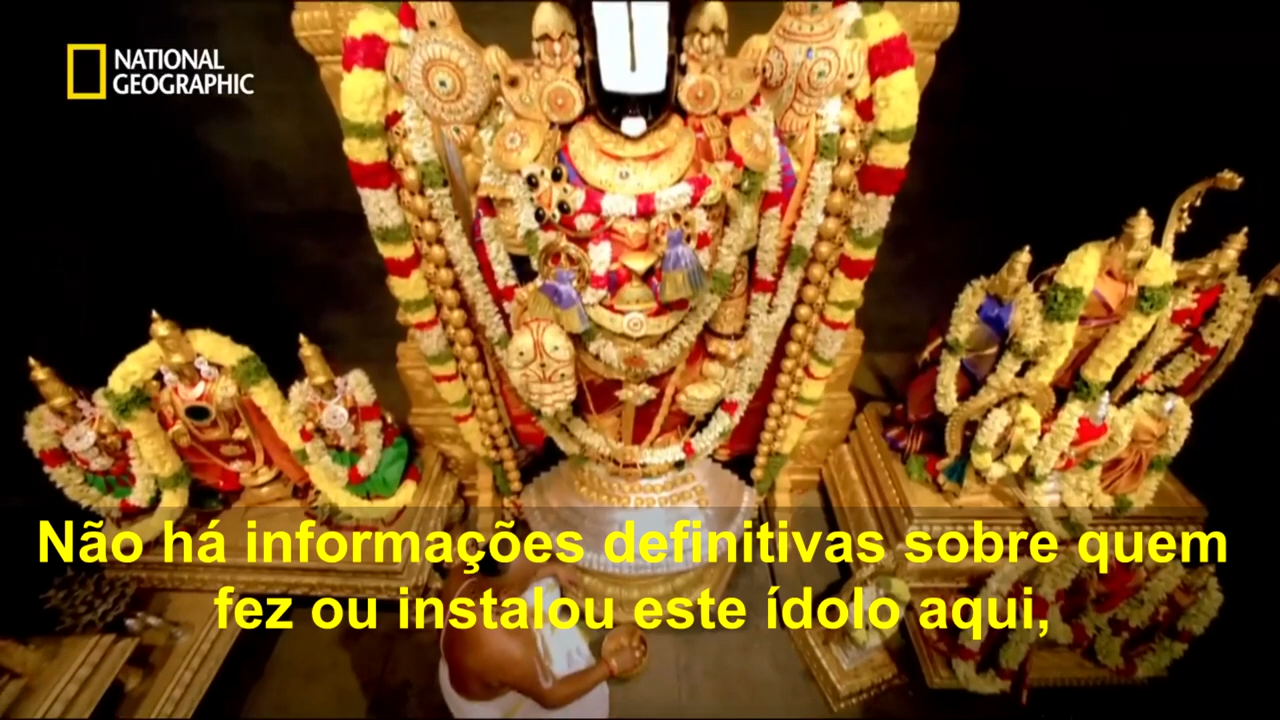 NATIONAL
GEOGRAPHIC
Não há informações definitivas sobre quem
fez ou instalou este ídolo aqui,